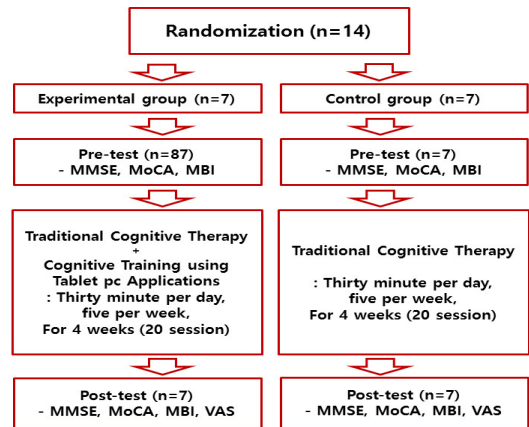 Randomization (n=14)
Experimental group (n=7)
Control group (n=7)
Pre-test (n=87)
- MMSE, MoCA, MBI
Pre-test (n=7)
- MMSE, MoCA, MBI
Traditional Cognitive Therapy
+
Cognitive Training using
Tablet pc Applications
: Thirty minute per day,
five per week,
For 4 weeks (20 session)
Traditional Cognitive Therapy
: Thirty minute per day,
five per week,
For 4 weeks (20 session)
Post-test (n=7)
- MMSE, MoCA, MBI, VAS
Post-test (n=7)
- MMSE, MoCA, MBI, VAS